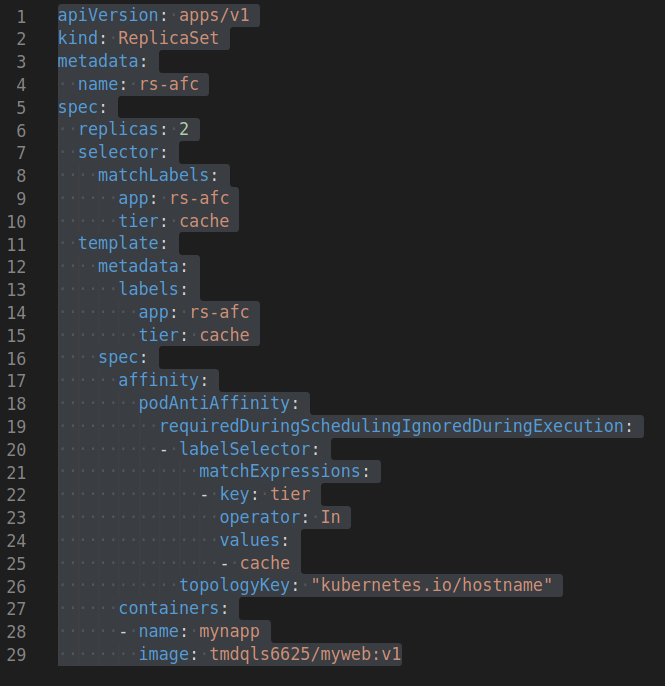 1 apiVersion: apps/v1
2 kind: ReplicaSet
3 metadata:
4   name: rs-afc
5 spec:
6   replicas: 2
7   selector:
8     matchLabels:
9       app: rs-afc
10       tier: cache
11   template:
12     metadata:
13       labels:
14         app: rs-afc
15         tier: cache
16     spec:
17       affinity:
18         podAntiAffinity:
19           requiredDuringSchedulingIgnoredDuringExecution:
20           - labelSelector:
21               matchExpressions:
22               - key: tier
23                 operator: In
24                 values:
25                 - cache
26             topologyKey: "kubernetes.io/hostname"
27       containers:
28       - name: mynapp
29         image: tmdqls6625/myweb:v1